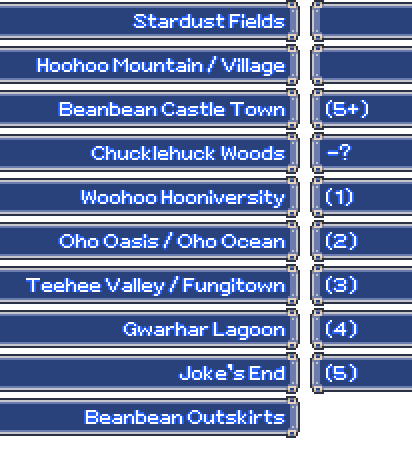 Stardust Fields
Hoohoo Mountain / Village
Beanbean Castle Town (5+)
Chucklehuck Woods -?
Woohoo Hooniversity (1)
Oho Oasis / Oho Ocean (2)
Teehee Valley / Fungitown (3)
Gwarhar Lagoon (4)
Joke's End (5)
Beanbean Outskirts